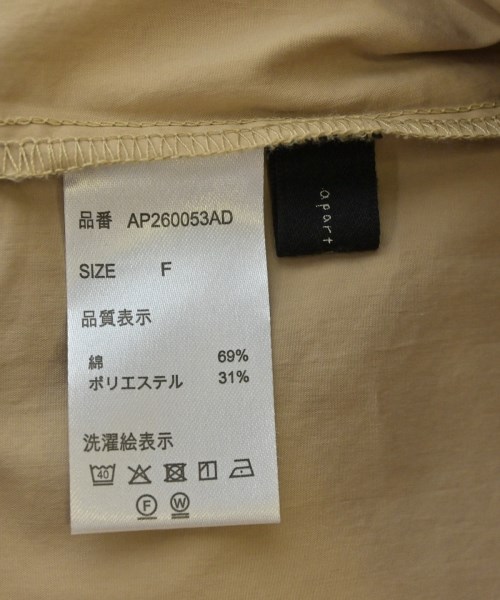 品番 AP260053AD
SIZE F
品質表示
綿 69%
ポリエステル 31%
洗濯絵表示
40
F W
apart